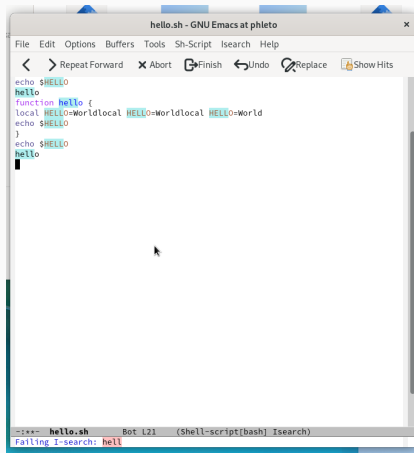 hello.sh - GNU Emacs at phleto
×
File Edit Options Buffers Tools Sh-Script Isearch Help
Repeat Forward Abort Finish Undo Replace Show Hits
echo $HELLO
hello
function hello {
local HELLO=Worldlocal HELLO=Worldlocal HELLO=World
echo $HELLO
}
echo $HELLO
hello
-:**- hello.sh Bot L21 (Shell-script[bash] Isearch)
Failing I-search: hell